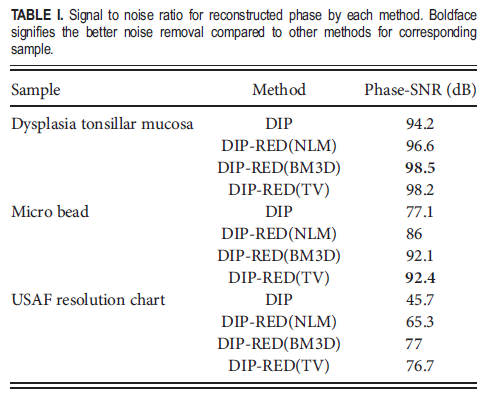 TABLE I. Signal to noise ratio for reconstructed phase by each method. Boldface
signifies the better noise removal compared to other methods for corresponding
sample.
Sample Method Phase-SNR (dB)
Dysplasia tonsillar mucosa DIP 94.2
DIP-RED(NLM) 96.6
DIP-RED(BM3D) 98.5
DIP-RED(TV) 98.2
Micro bead DIP 77.1
DIP-RED(NLM) 86
DIP-RED(BM3D) 92.1
DIP-RED(TV) 92.4
USAF resolution chart DIP 45.7
DIP-RED(NLM) 65.3
DIP-RED(BM3D) 77
DIP-RED(TV) 76.7